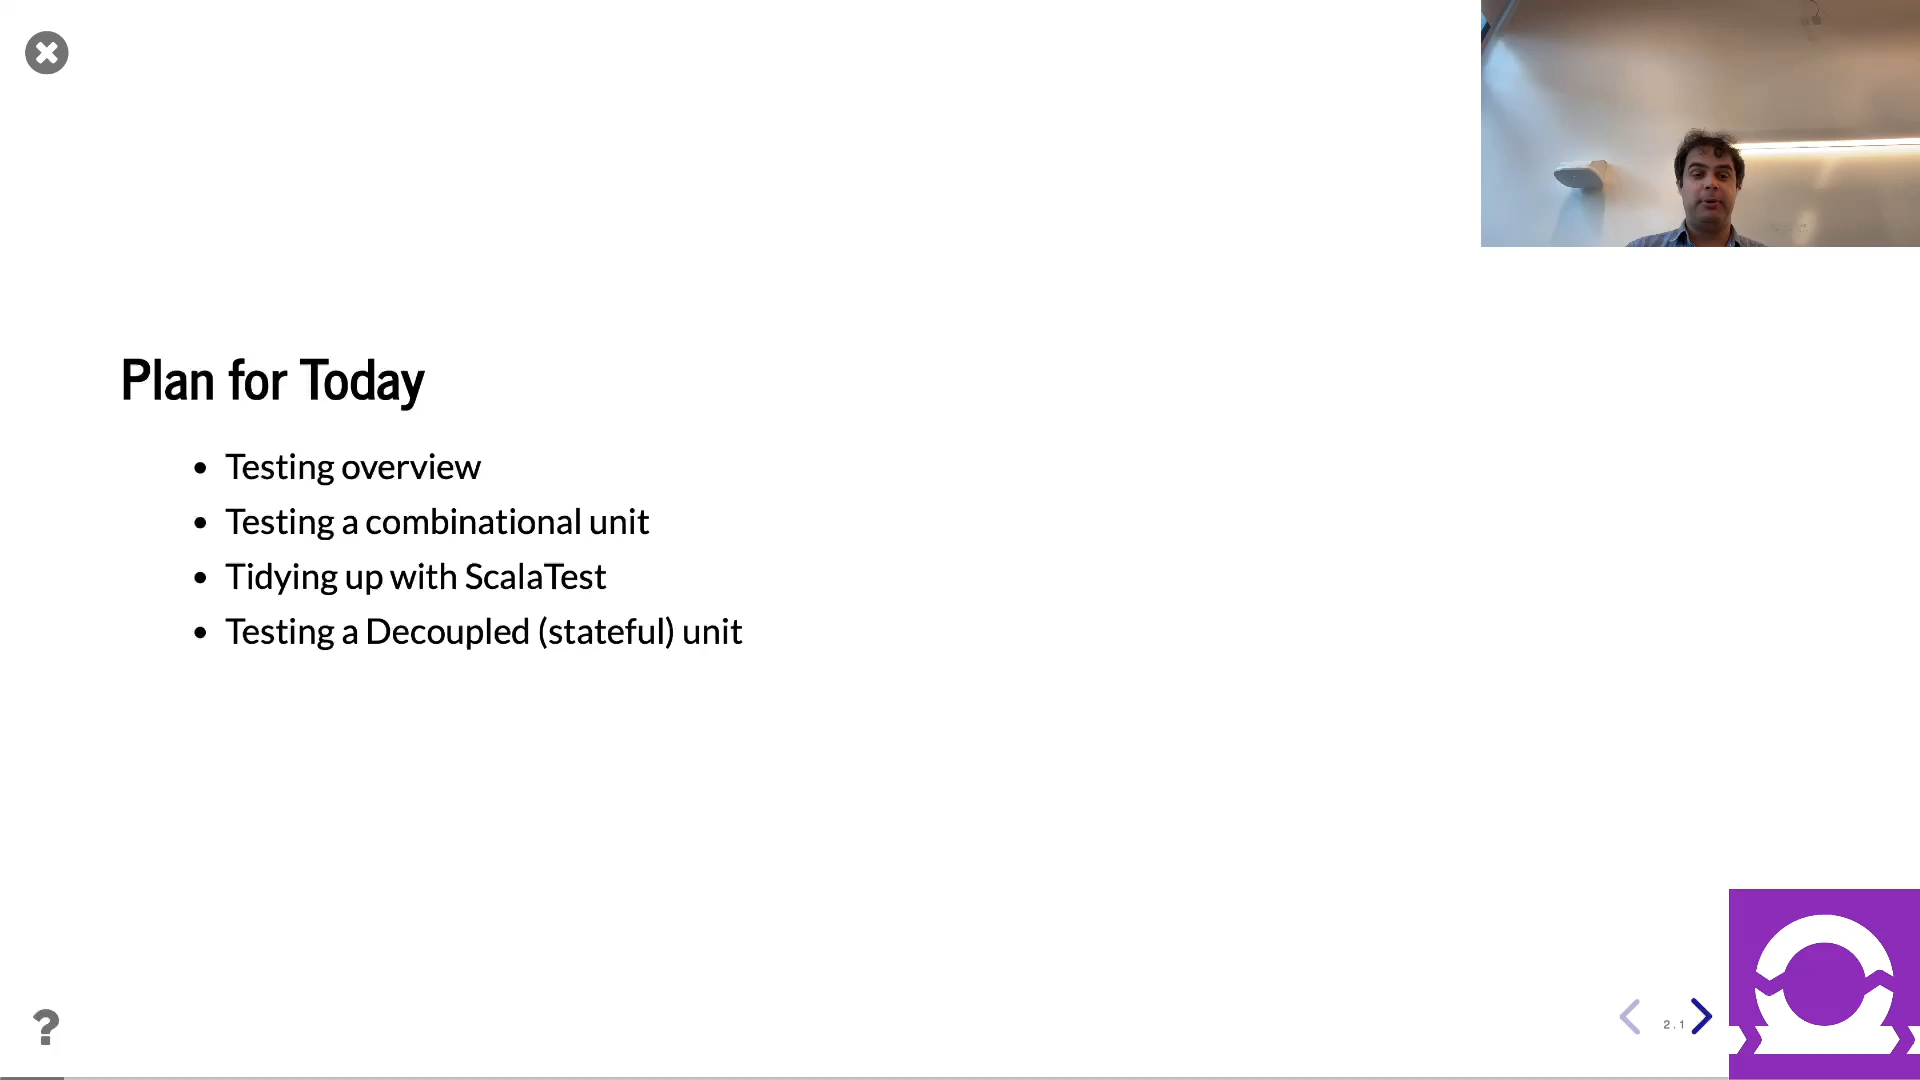 Plan for Today
Testing overview
Testing a combinational unit
Tidying up with ScalaTest
Testing a Decoupled (stateful) unit
?
2.1